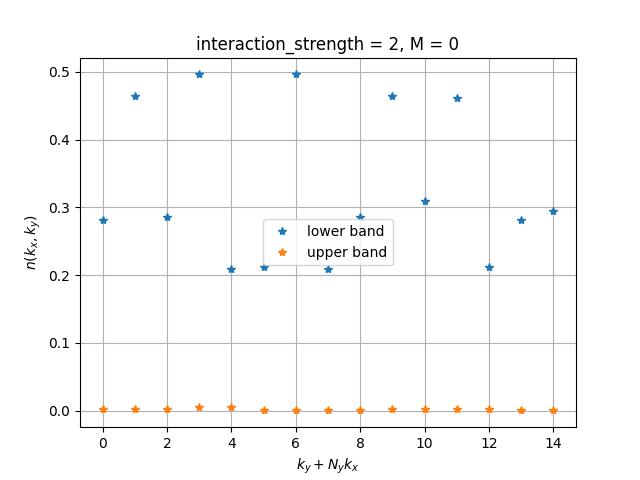 interaction_strength = 2, M = 0
n(k_x, k_y)
0.5
0.4
0.3
0.2
0.1
0.0
lower band
upper band
0 2 4 6 8 10 12 14
k_y + N_y k_x